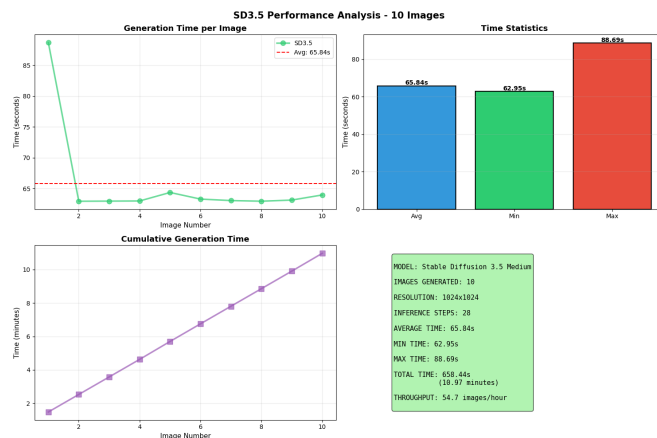 SD3.5 Performance Analysis - 10 Images
Generation Time per Image
SD3.5
Avg: 65.84s
85
80
75
70
65
Time (seconds)
2
4
6
8
10
Image Number
Time Statistics
80
60
40
20
0
Time (seconds)
65.84s
62.95s
88.69s
Avg
Min
Max
Cumulative Generation Time
10
8
6
4
2
Time (minutes)
2
4
6
8
10
Image Number
MODEL: Stable Diffusion 3.5 Medium
IMAGES GENERATED: 10
RESOLUTION: 1024x1024
INFERENCE STEPS: 28
AVERAGE TIME: 65.84s
MIN TIME: 62.95s
MAX TIME: 88.69s
TOTAL TIME: 658.44s
(10.97 minutes)
THROUGHPUT: 54.7 images/hour